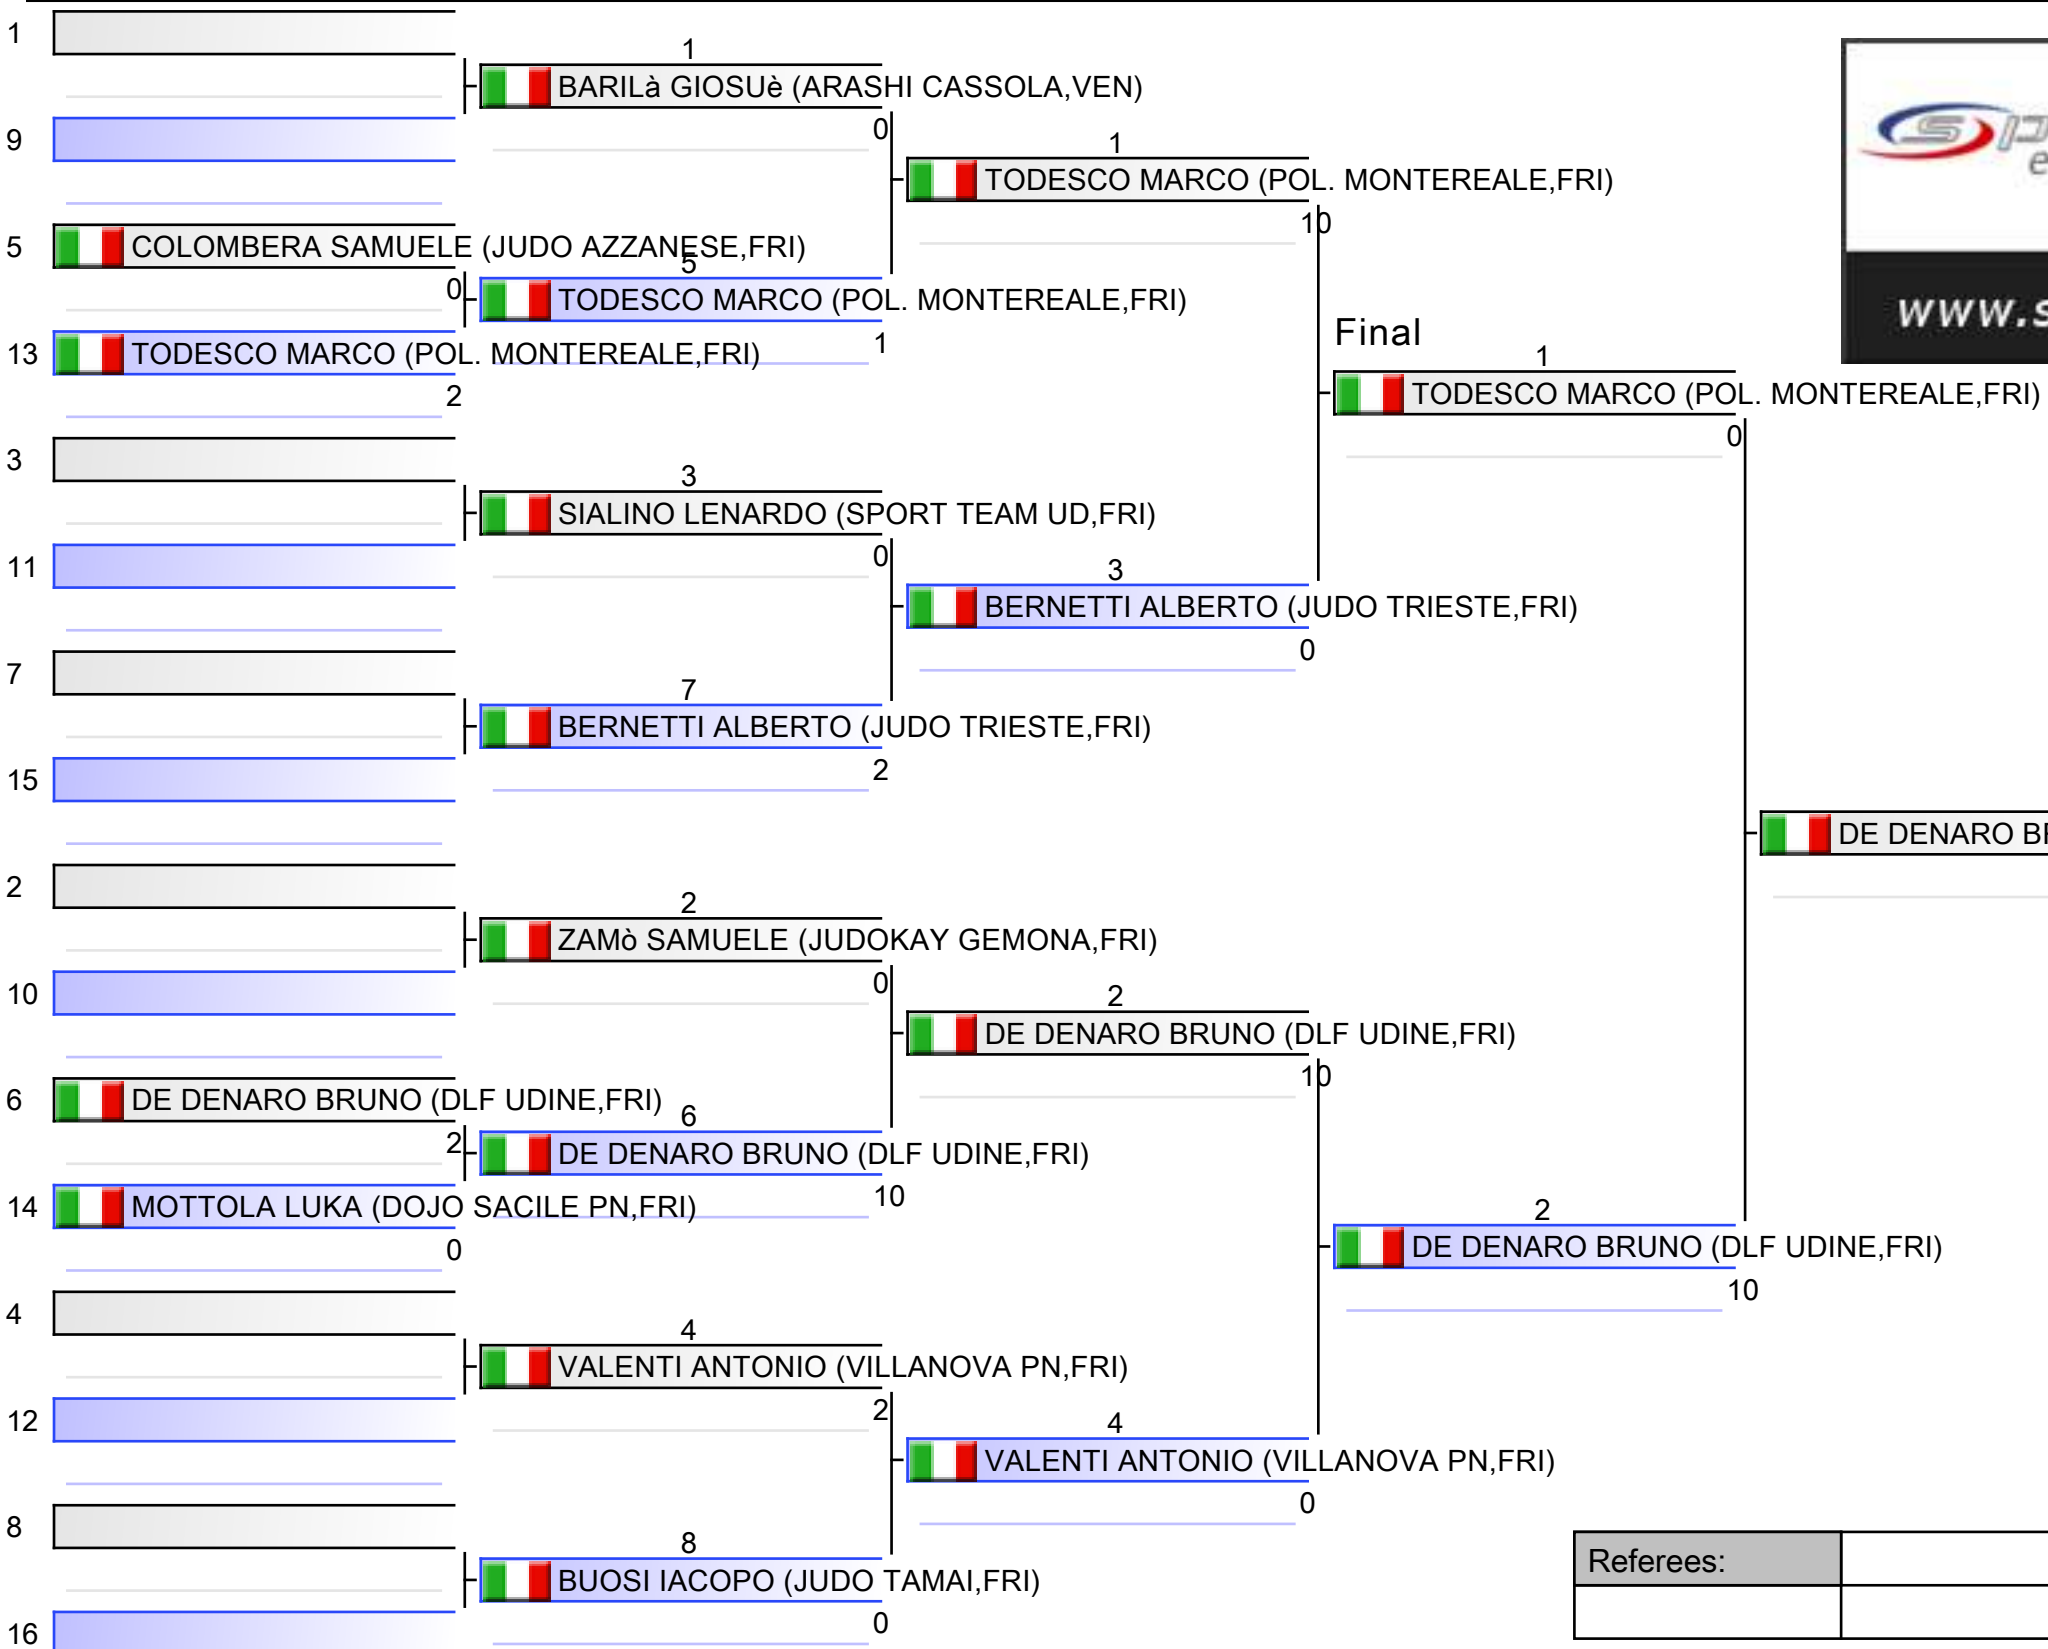 1
1
BARILà GIOSUè (ARASHI CASSOLA,VEN)
0
9
1
TODESCO MARCO (POL. MONTEREALE,FRI)
10
5
COLOMBERA SAMUELE (JUDO AZZANESE,FRI)
0
5
TODESCO MARCO (POL. MONTEREALE,FRI)
1
13
TODESCO MARCO (POL. MONTEREALE,FRI)
2
Final
1
TODESCO MARCO (POL. MONTEREALE,FRI)
0
www.s
3
3
SIALINO LENARDO (SPORT TEAM UD,FRI)
0
11
3
BERNETTI ALBERTO (JUDO TRIESTE,FRI)
0
7
7
BERNETTI ALBERTO (JUDO TRIESTE,FRI)
2
15
DE DENARO
2
2
ZAMò SAMUELE (JUDOKAY GEMONA,FRI)
0
10
2
DE DENARO BRUNO (DLF UDINE,FRI)
10
6
DE DENARO BRUNO (DLF UDINE,FRI)
2
6
DE DENARO BRUNO (DLF UDINE,FRI)
10
14
MOTTOLA LUKA (DOJO SACILE PN,FRI)
0
2
DE DENARO BRUNO (DLF UDINE,FRI)
10
4
4
VALENTI ANTONIO (VILLANOVA PN,FRI)
2
12
4
VALENTI ANTONIO (VILLANOVA PN,FRI)
0
8
8
BUOSI IACOPO (JUDO TAMAI,FRI)
0
16
Referees: